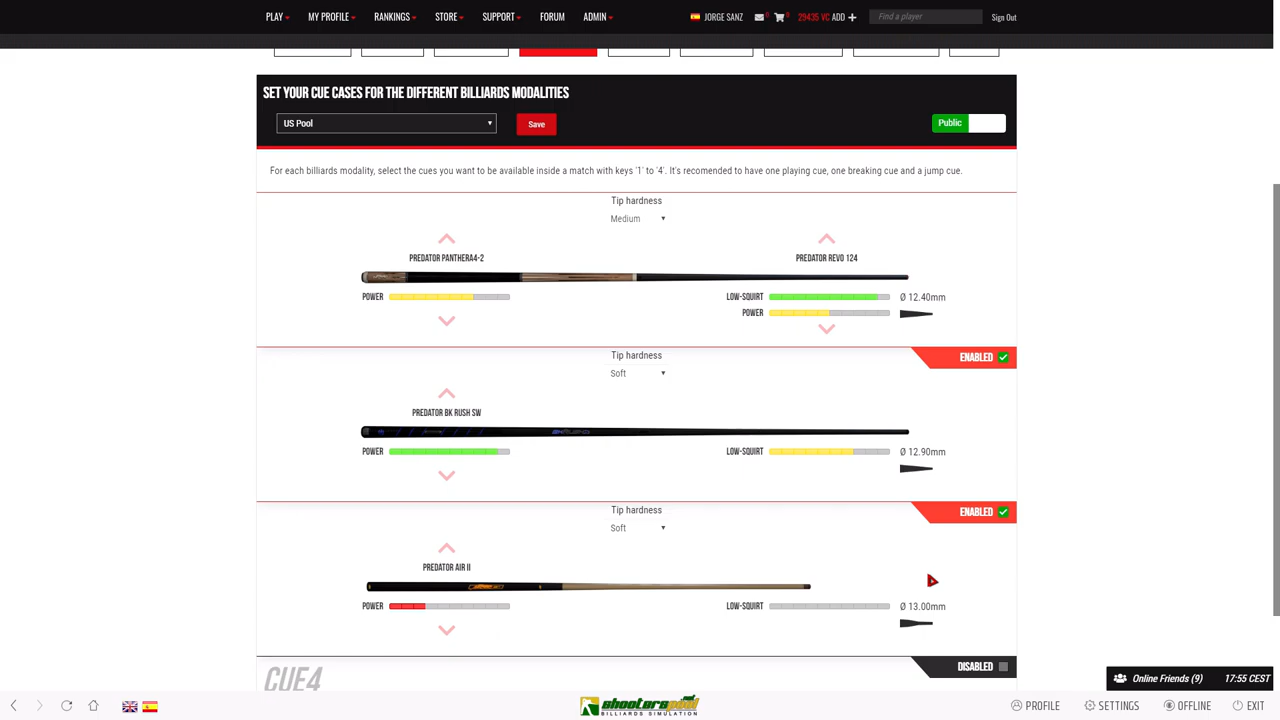 PLAY MY PROFILE RANKINGS STORE SUPPORT FORUM ADMIN JORGE SANZ 0 0 29435 VC ADD Find a player Sign Out
SET YOUR CUE CASES FOR THE DIFFERENT BILLIARDS MODALITIES
US Pool Save Public
For each billiards modality, select the cues you want to be available inside a match with keys '1' to '4'. It's recomended to have one playing cue, one breaking cue and a jump cue.
Tip hardness
Medium
PREDATOR PANTHERA4-2 PREDATOR REVO 124
POWER LOW-SQUIRT Ø 12.40mm
POWER
Tip hardness ENABLED
Soft
PREDATOR BK RUSH SW
POWER LOW-SQUIRT Ø 12.90mm
Tip hardness ENABLED
Soft
PREDATOR AIR II
POWER LOW-SQUIRT Ø 13.00mm
CUE4 DISABLED
Online Friends (9) 17:55 CEST
shooterspool
BILLIARDS SIMULATION
PROFILE SETTINGS OFFLINE EXIT